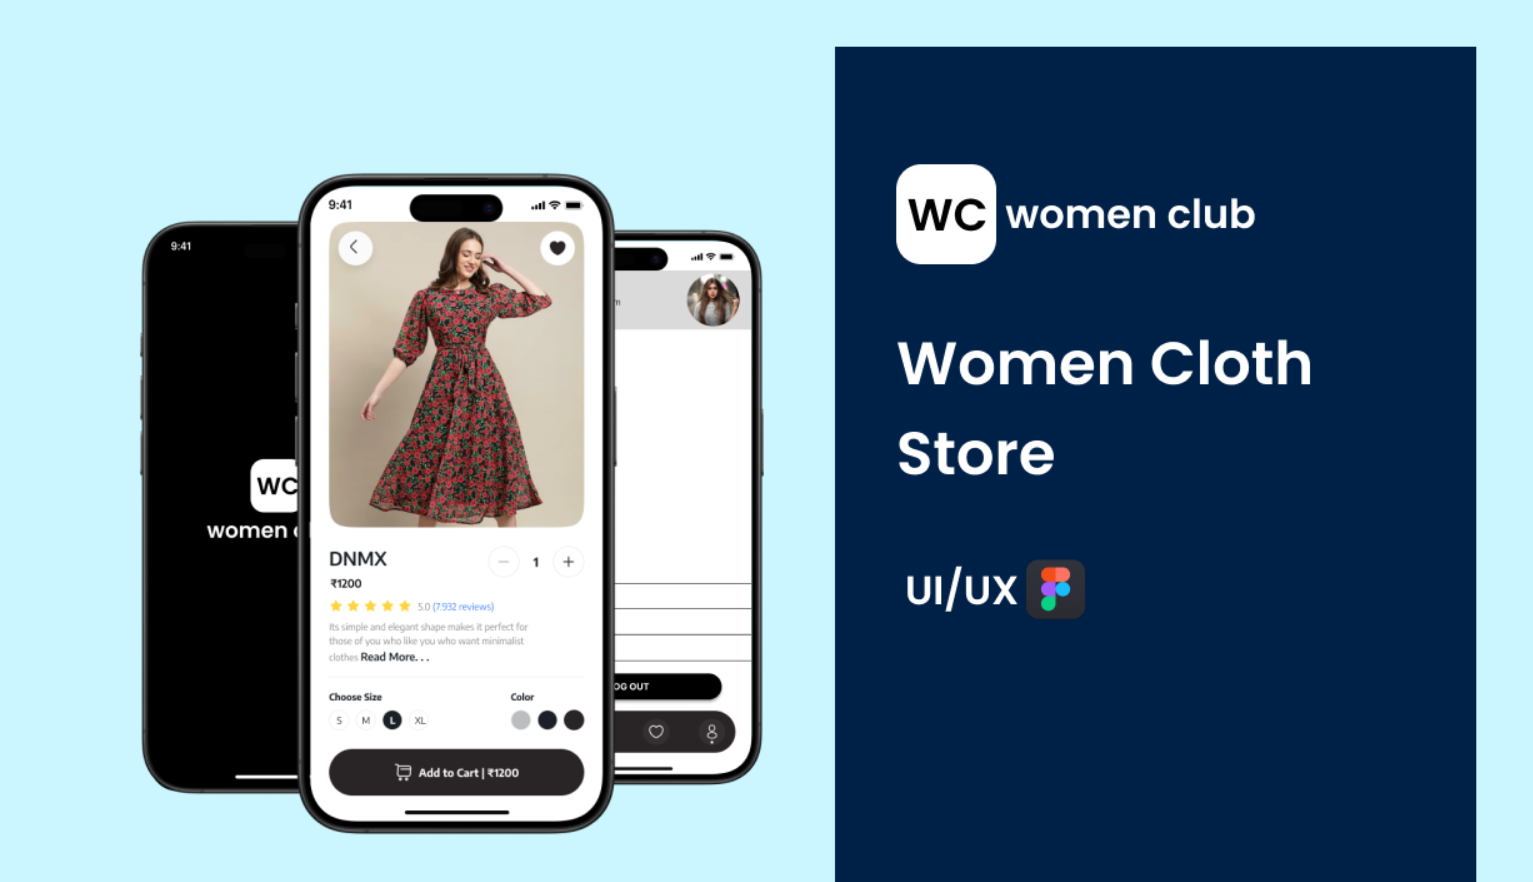 9:41
WC
women
9:41
DNMX
1
₹1200
5.0 (7.932 reviews)
Its simple and elegant shape makes it perfect for
those of you who like you who want minimalist
clothes Read More. . .
Choose Size
Color
S M L XL
Add to Cart | ₹1200
OG OUT
WC women club
Women Cloth
Store
UI/UX